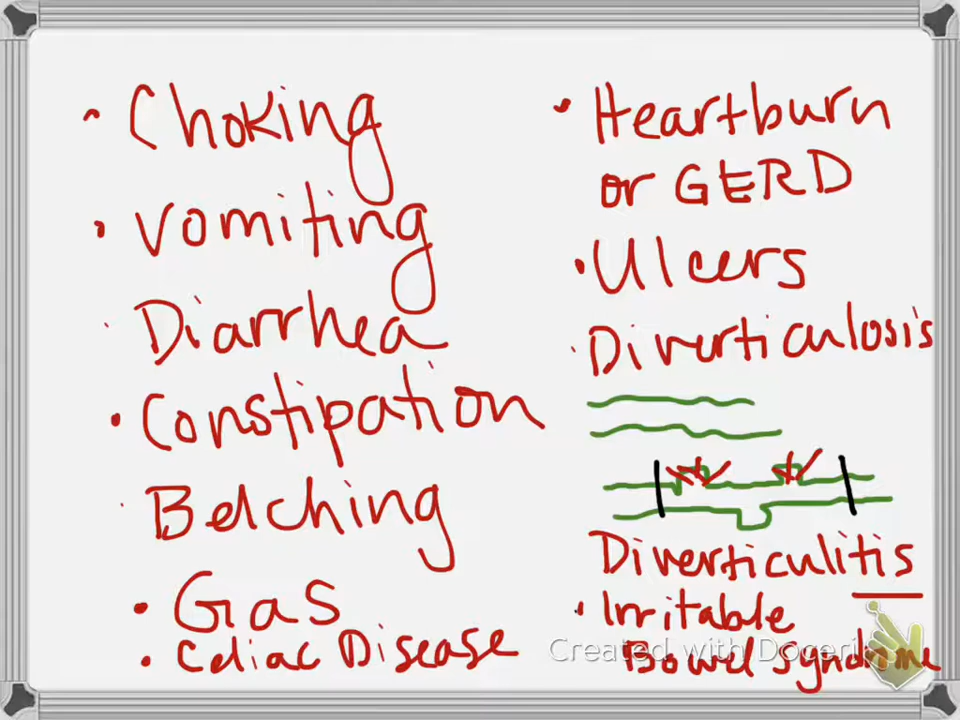 • Choking
• Vomiting
• Diarrhea
• Constipation
• Belching
• Gas
• Celiac Disease
• Heartburn
or GERD
• Ulcers
• Diverticulosis
Diverticulitis
• Irritable
Bowel Syndrome
Created with Doceri